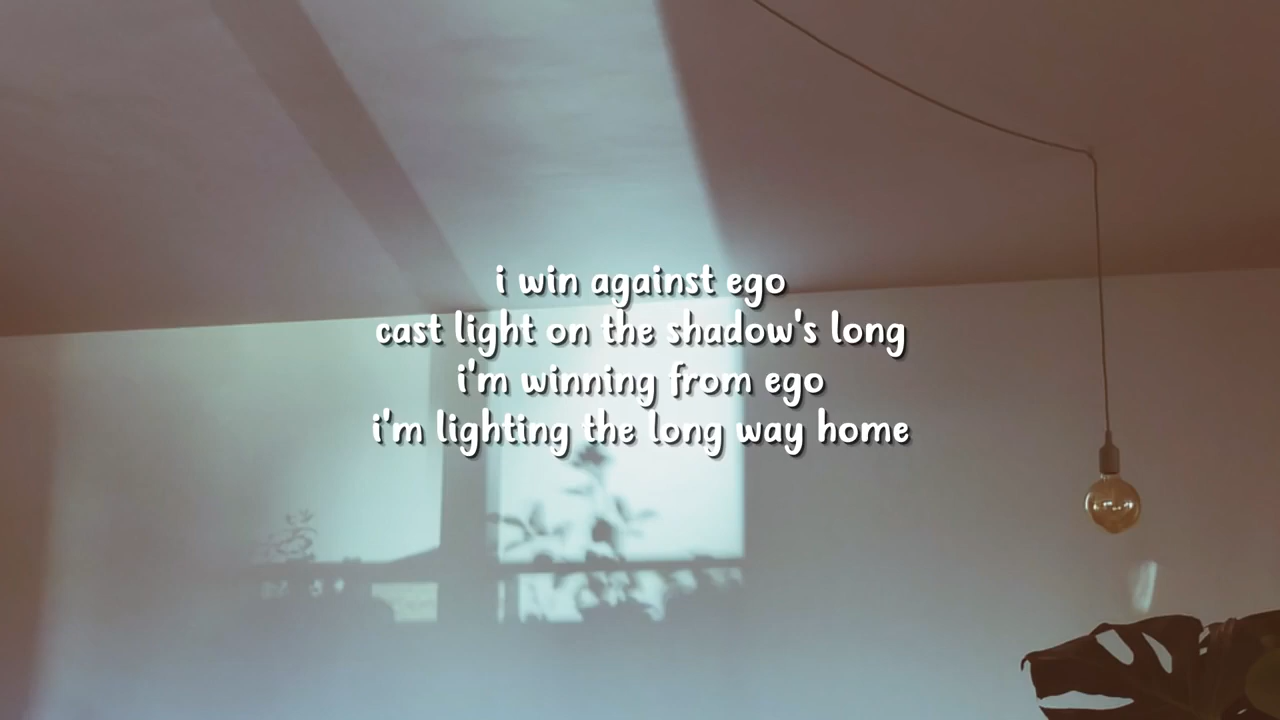 i win against ego
cast light on the shadow's long
i'm winning from ego
i'm lighting the long way home